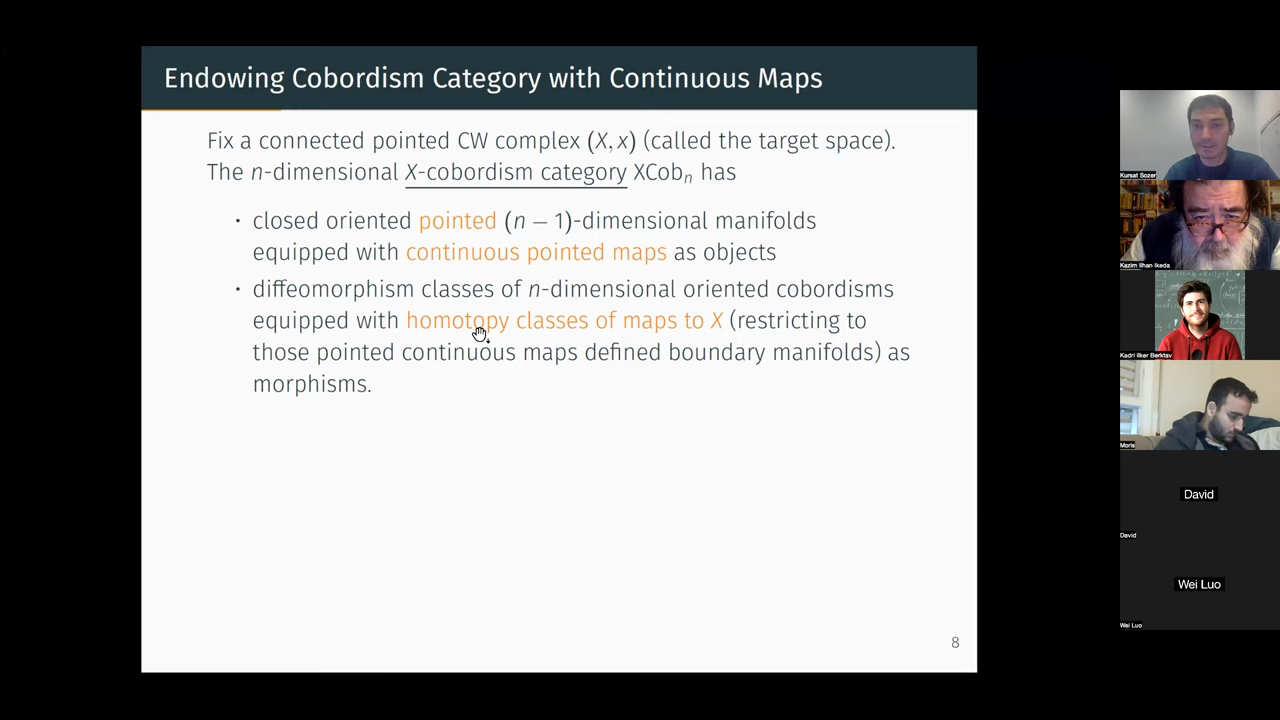 Endowing Cobordism Category with Continuous Maps
Fix a connected pointed CW complex (X, x) (called the target space).
The n-dimensional X-cobordism category XCobₙ has
· closed oriented pointed (n − 1)-dimensional manifolds
equipped with continuous pointed maps as objects
· diffeomorphism classes of n-dimensional oriented cobordisms
equipped with homotopy classes of maps to X (restricting to
those pointed continuous maps defined boundary manifolds) as
morphisms.
8
Kursat Sozer
Kazim Ilhan Ikeda
Kadri ilker Berktav
Moris
David
David
Wei Luo
Wei Luo